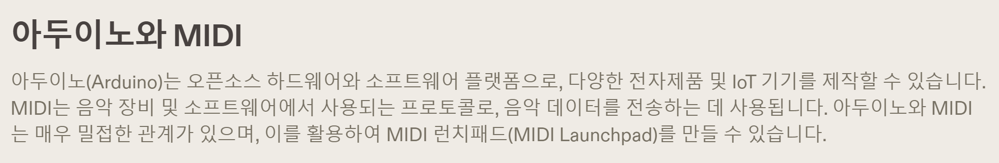 아두이노와 MIDI
아두이노(Arduino)는 오픈소스 하드웨어와 소프트웨어 플랫폼으로, 다양한 전자제품 및 IoT 기기를 제작할 수 있습니다.
MIDI는 음악 장비 및 소프트웨어에서 사용되는 프로토콜로, 음악 데이터를 전송하는 데 사용됩니다. 아두이노와 MIDI
는 매우 밀접한 관계가 있으며, 이를 활용하여 MIDI 런치패드(MIDI Launchpad)를 만들 수 있습니다.